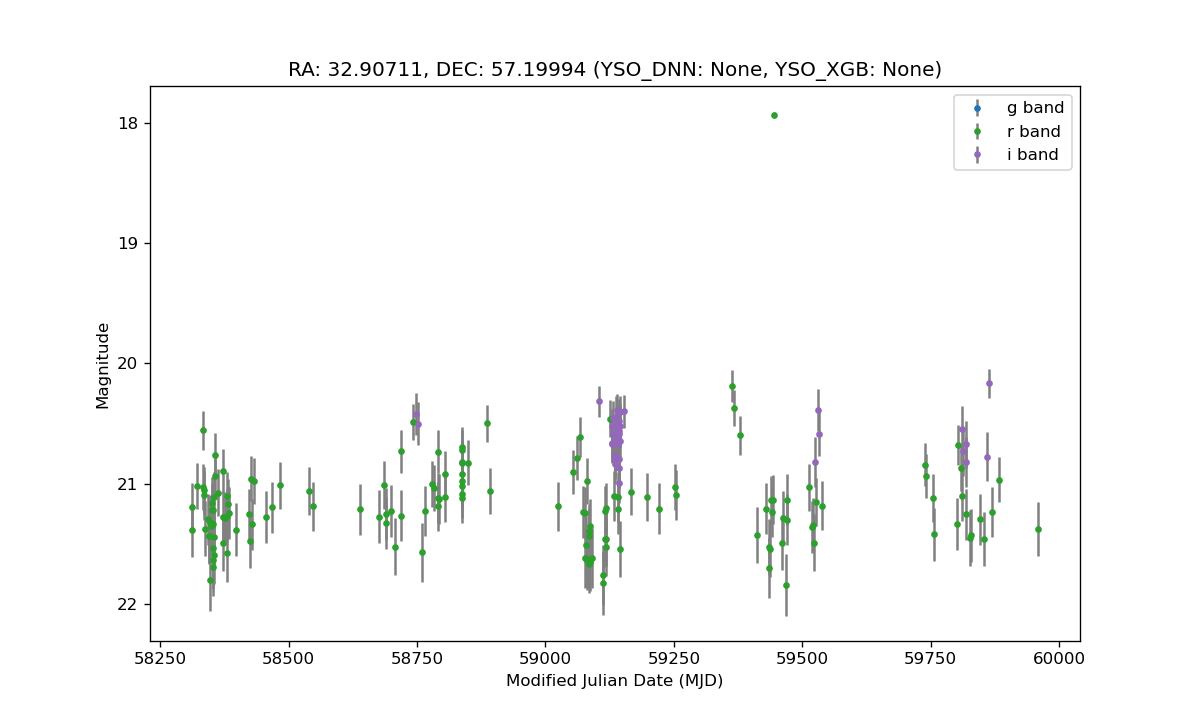 RA: 32.90711, DEC: 57.19994 (YSO_DNN: None, YSO_XGB: None)
g band
r band
i band
18
19
20
21
22
Magnitude
58250 58500 58750 59000 59250 59500 59750 60000
Modified Julian Date (MJD)